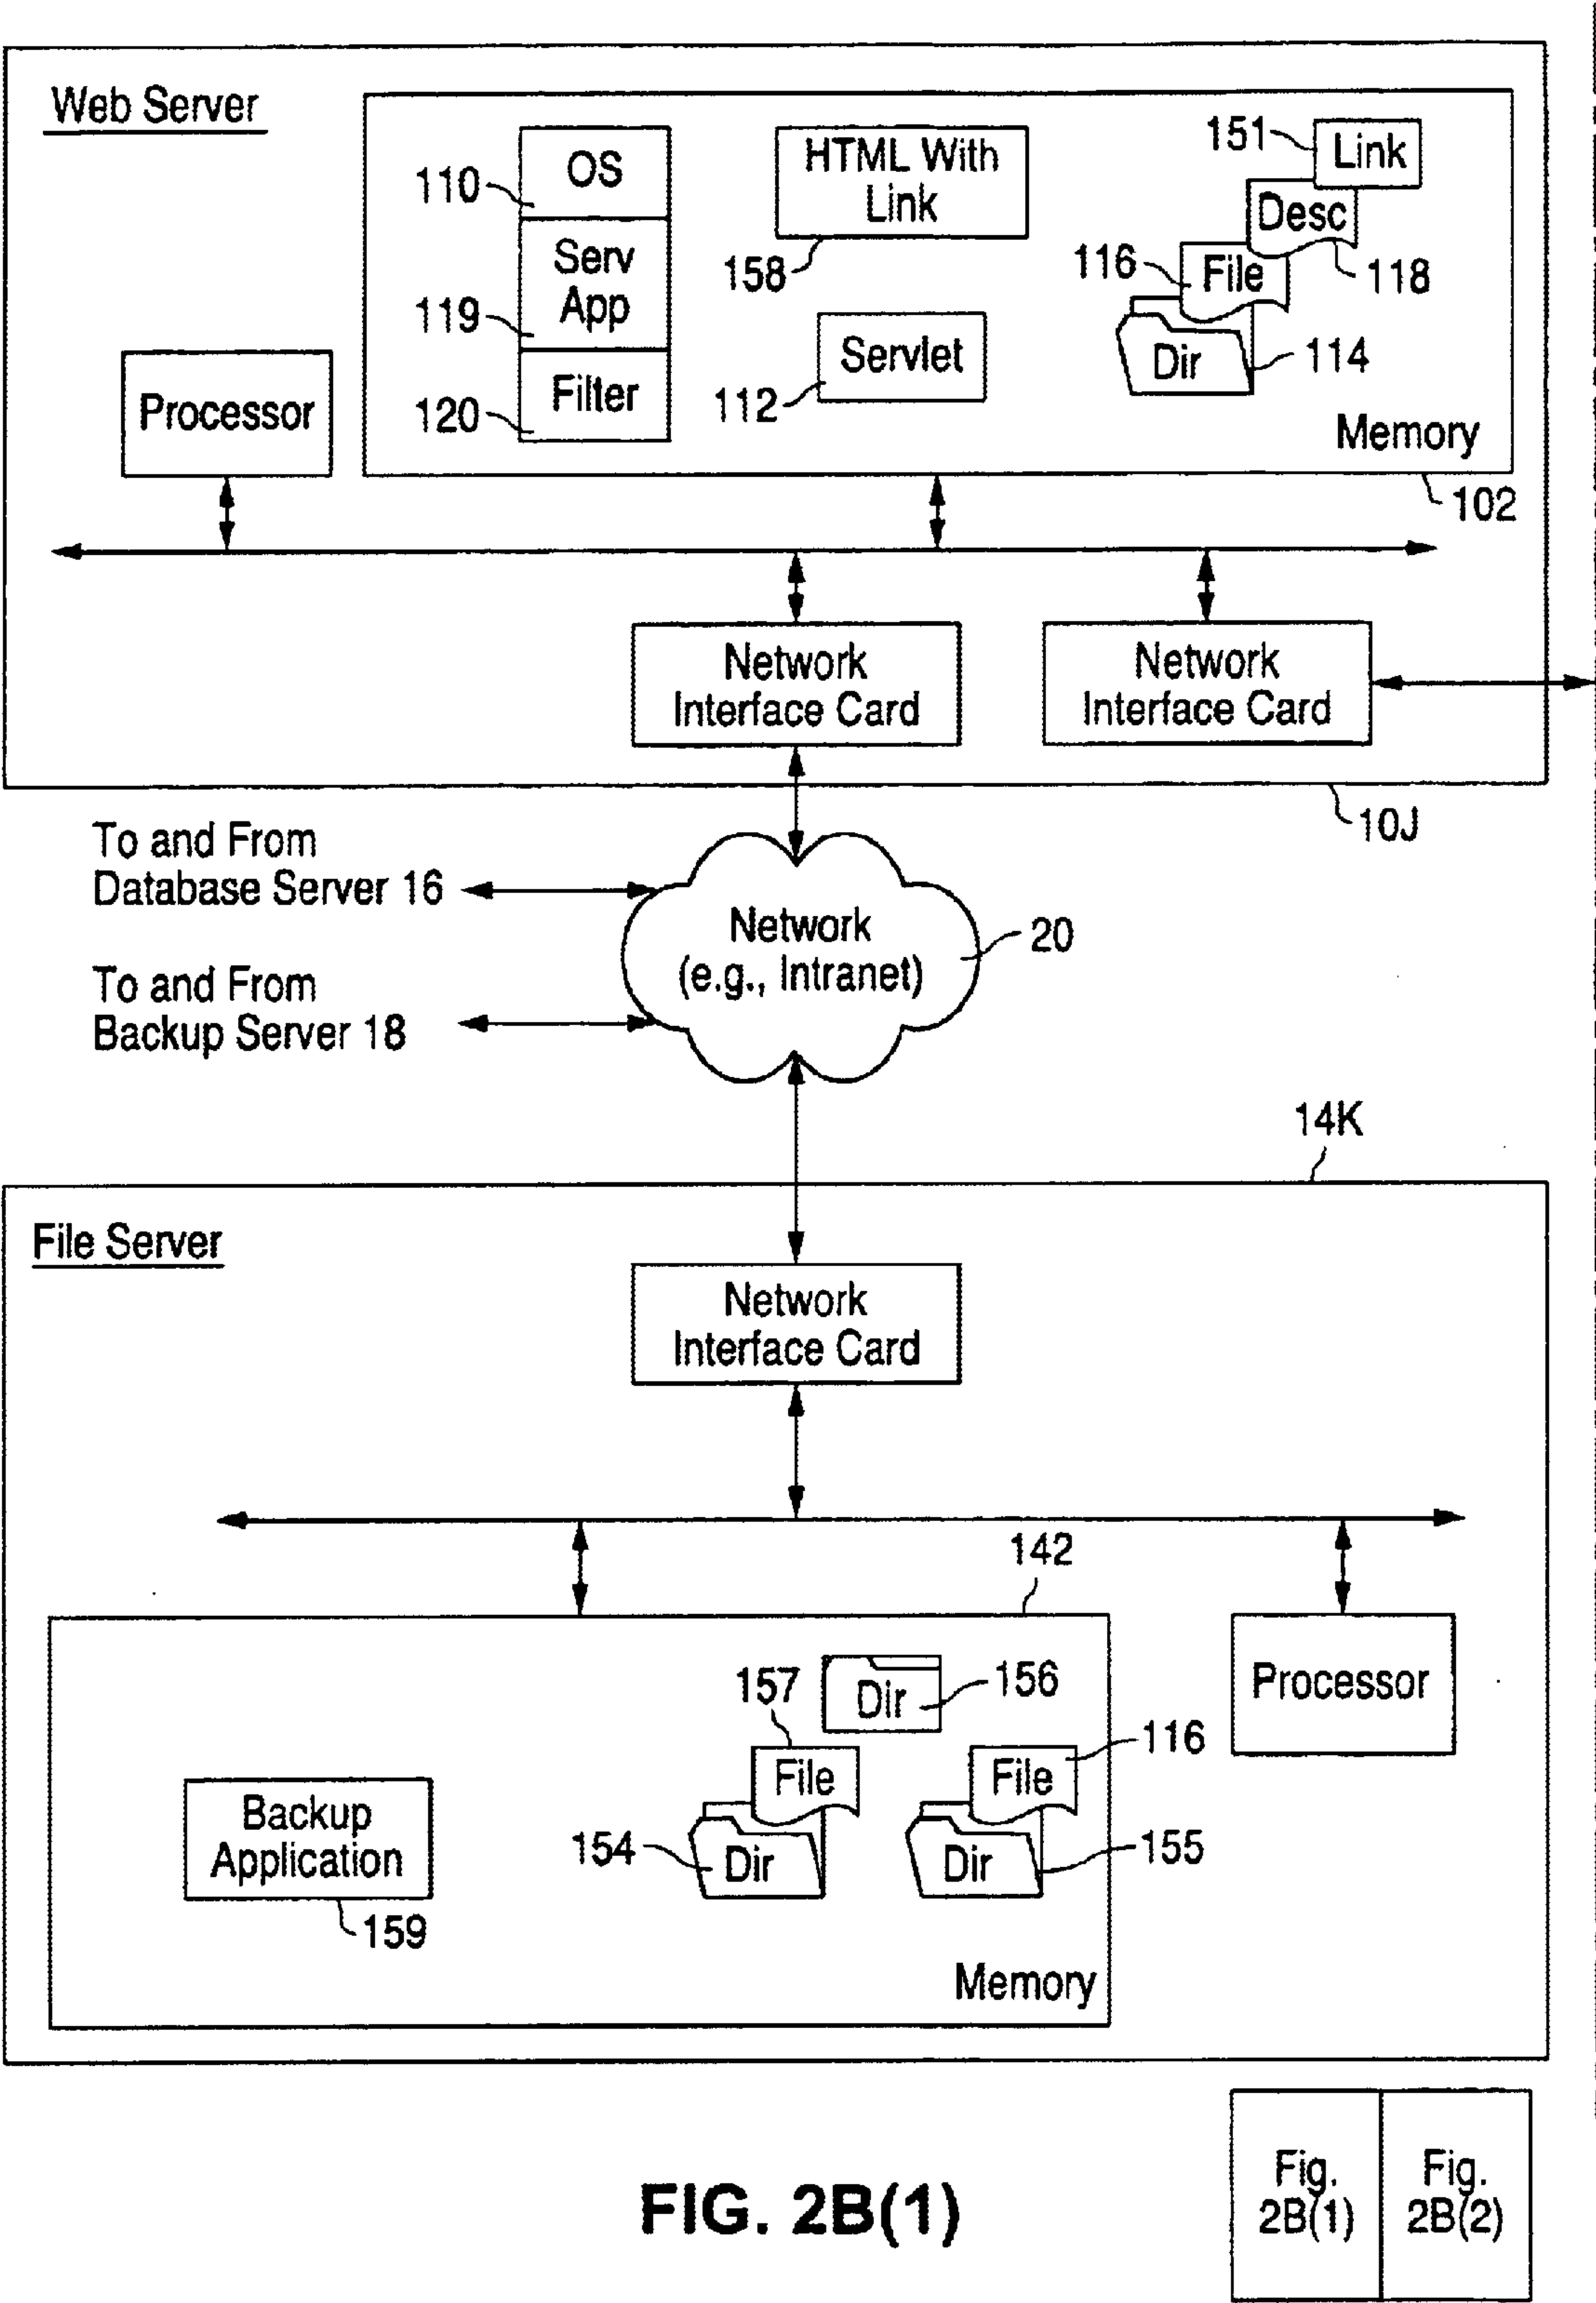 Web Server
OS
110
Serv
App
119
Filter
120
HTML With
Link
158
Servlet
112
151
Link
Desc
118
116
File
Dir
114
Memory
102
Processor
Network
Interface Card
Network
Interface Card
10J
To and From
Database Server 16
To and From
Backup Server 18
Network
(e.g., Intranet)
20
14K
File Server
Network
Interface Card
142
Processor
Dir
156
157
File
154
Dir
File
116
Dir
155
Backup
Application
159
Memory
FIG. 2B(1)
Fig.
2B(1)
Fig.
2B(2)